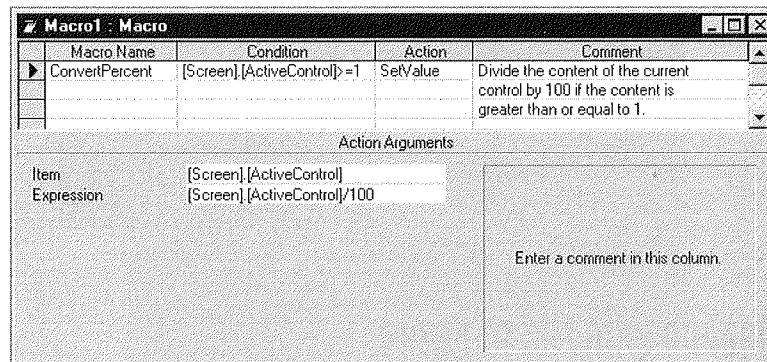 Macro1 : Macro
Macro Name Condition Action Comment
ConvertPercent [Screen].[ActiveControl]>=1 SetValue Divide the content of the current
control by 100 if the content is
greater than or equal to 1.
Action Arguments
Item [Screen].[ActiveControl]
Expression [Screen].[ActiveControl]/100
Enter a comment in this column.